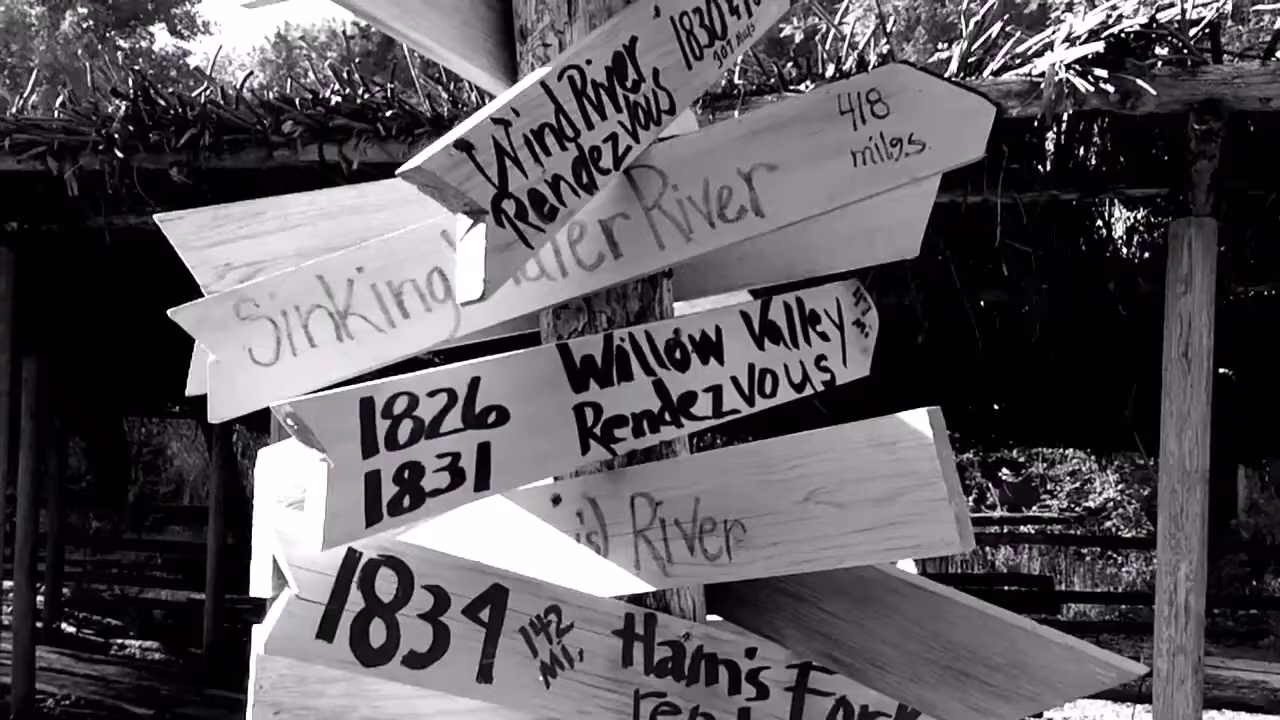 Wind River
Rendezvous
1830
418
miles
Sinking Water River
1826
1831
Willow Valley
Rendezvous
River
1834
142
Mi.
Ham's Fork